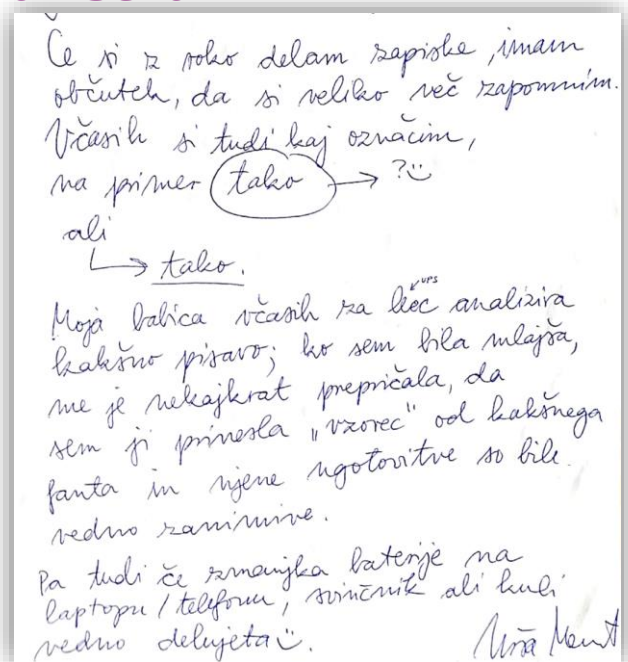 Če si z roko delam zapiske, imam
občutek, da si veliko več zapomnim.
Včasih si tudi kaj označim,
na primer tako → ?
ali
↳ tako.
ups
Moja babica včasih za hec analizira
kakšno pisavo; ko sem bila mlajša,
me je nekajkrat prepričala, da
sem ji prinesla "vzorec" od kakšnega
fanta in njene ugotovitve so bile
vedno zanimive.
Pa tudi če zmanjka baterije na
laptopu / telefonu, svinčnik ali kuli
vedno delujeta.